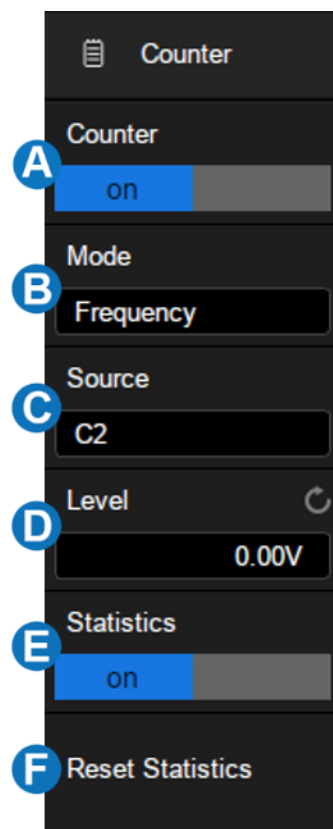 Counter
Counter
A
on
Mode
B
Frequency
Source
C
C2
Level
D
0.00V
Statistics
E
on
F Reset Statistics